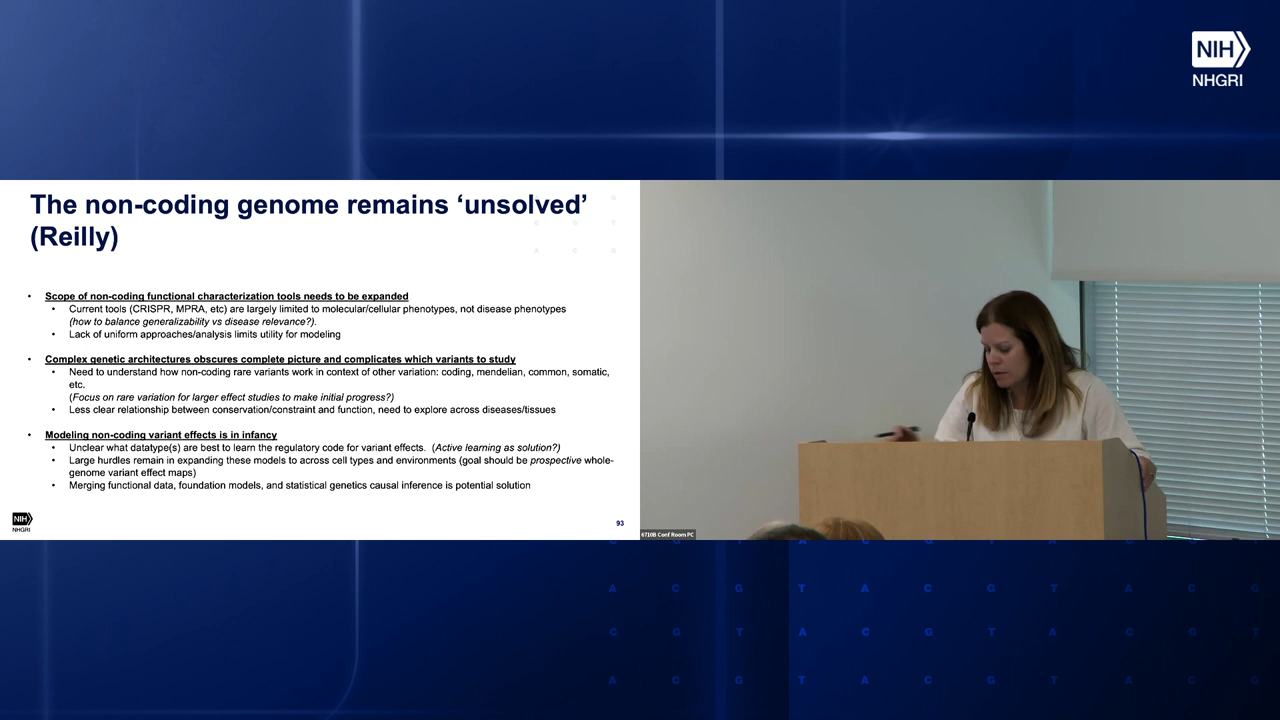 NIH
NHGRI
The non-coding genome remains ‘unsolved’
(Reilly)
• Scope of non-coding functional characterization tools needs to be expanded
• Current tools (CRISPR, MPRA, etc) are largely limited to molecular/cellular phenotypes, not disease phenotypes
(how to balance generalizability vs disease relevance?).
• Lack of uniform approaches/analysis limits utility for modeling
• Complex genetic architectures obscures complete picture and complicates which variants to study
• Need to understand how non-coding rare variants work in context of other variation: coding, mendelian, common, somatic,
etc.
(Focus on rare variation for larger effect studies to make initial progress?)
• Less clear relationship between conservation/constraint and function, need to explore across diseases/tissues
• Modeling non-coding variant effects is in infancy
• Unclear what datatype(s) are best to learn the regulatory code for variant effects. (Active learning as solution?)
• Large hurdles remain in expanding these models to across cell types and environments (goal should be prospective whole-
genome variant effect maps)
• Merging functional data, foundation models, and statistical genetics causal inference is potential solution
NIH
NHGRI
93
6710B Conf Room PC
C G T A C G T A C G T
A C G T A C G T A C G
C G T A C G T A C G T
A C G T A C G T A C G